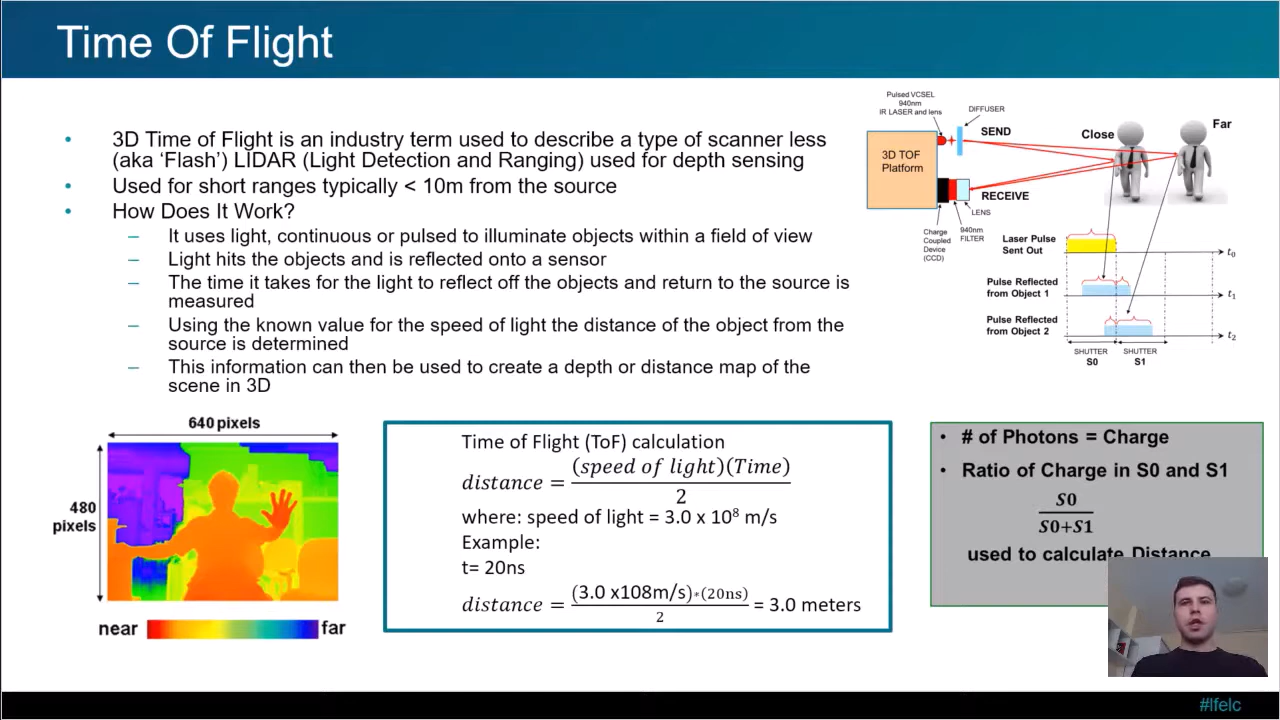 Time Of Flight
• 3D Time of Flight is an industry term used to describe a type of scanner less
(aka ‘Flash’) LIDAR (Light Detection and Ranging) used for depth sensing
• Used for short ranges typically < 10m from the source
• How Does It Work?
– It uses light, continuous or pulsed to illuminate objects within a field of view
– Light hits the objects and is reflected onto a sensor
– The time it takes for the light to reflect off the objects and return to the source is
measured
– Using the known value for the speed of light the distance of the object from the
source is determined
– This information can then be used to create a depth or distance map of the
scene in 3D
Pulsed VCSEL
940nm
IR LASER and lens
DIFFUSER
SEND
Close
Far
3D TOF
Platform
RECEIVE
LENS
Charge
Coupled
Device
(CCD)
940nm
FILTER
Laser Pulse
Sent Out
t0
Pulse Reflected
from Object 1
t1
Pulse Reflected
from Object 2
t2
SHUTTER
S0
SHUTTER
S1
640 pixels
480
pixels
near
far
Time of Flight (ToF) calculation
distance = (speed of light)(Time)
2
where: speed of light = 3.0 x 10⁸ m/s
Example:
t= 20ns
distance = (3.0 x108m/s)*(20ns)
2
= 3.0 meters
• # of Photons = Charge
• Ratio of Charge in S0 and S1
S0
S0+S1
used to calculate Distance
#lfelc